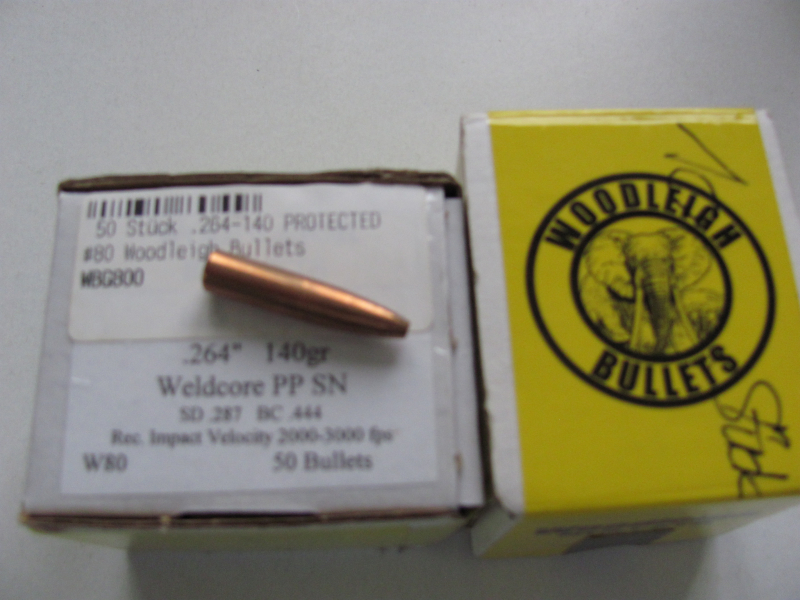 50 Stück .264-140 PROTECTED
#80 Woodleigh Bullets
WBG800
.264" 140gr
Weldcore PP SN
SD .287 BC .444
Rec. Impact Velocity 2000-3000 fps
W80 50 Bullets
WOODLEIGH
BULLETS